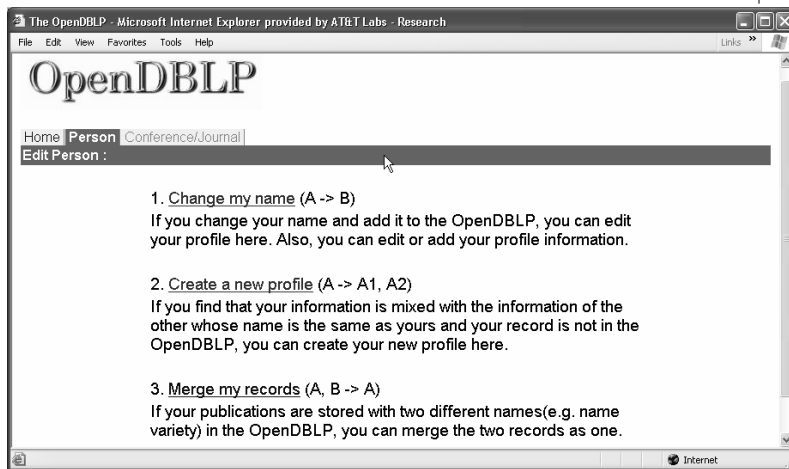 The OpenDBLP - Microsoft Internet Explorer provided by AT&T Labs - Research
File Edit View Favorites Tools Help Links »
OpenDBLP
Home Person Conference/Journal
Edit Person :
1. Change my name (A -> B)
If you change your name and add it to the OpenDBLP, you can edit
your profile here. Also, you can edit or add your profile information.
2. Create a new profile (A -> A1, A2)
If you find that your information is mixed with the information of the
other whose name is the same as yours and your record is not in the
OpenDBLP, you can create your new profile here.
3. Merge my records (A, B -> A)
If your publications are stored with two different names(e.g. name
variety) in the OpenDBLP, you can merge the two records as one.
Internet